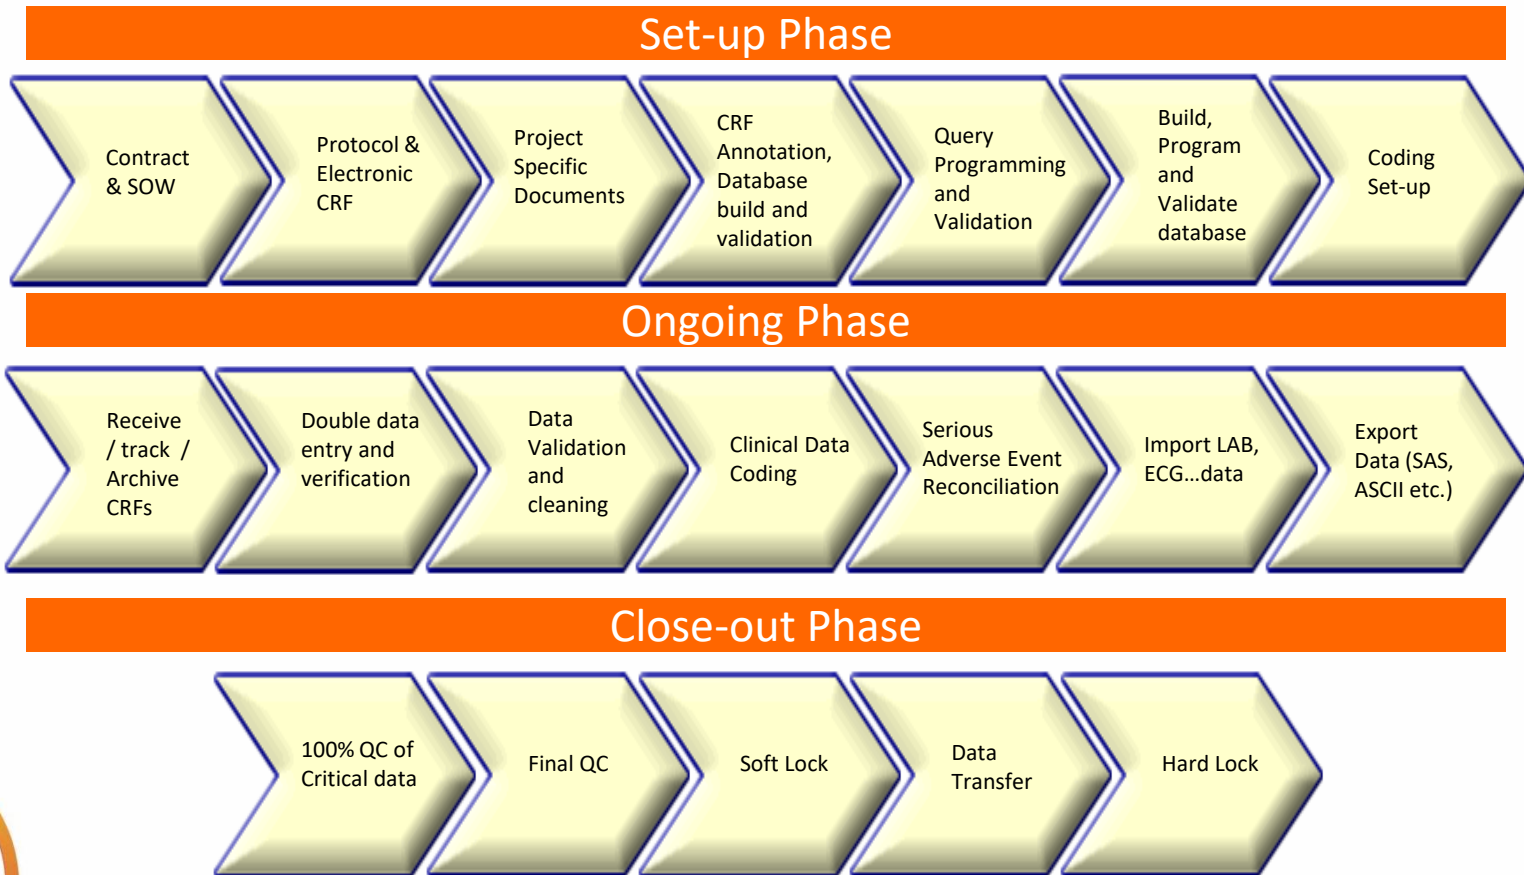 Set-up Phase
Contract
& SOW
Protocol &
Electronic
CRF
Project
Specific
Documents
CRF
Annotation,
Database
build and
validation
Query
Programming
and
Validation
Build,
Program
and
Validate
database
Coding
Set-up
Ongoing Phase
Receive
/ track /
Archive
CRFs
Double data
entry and
verification
Data
Validation
and
cleaning
Clinical Data
Coding
Serious
Adverse Event
Reconciliation
Import LAB,
ECG...data
Export
Data (SAS,
ASCII etc.)
Close-out Phase
100% QC of
Critical data
Final QC
Soft Lock
Data
Transfer
Hard Lock